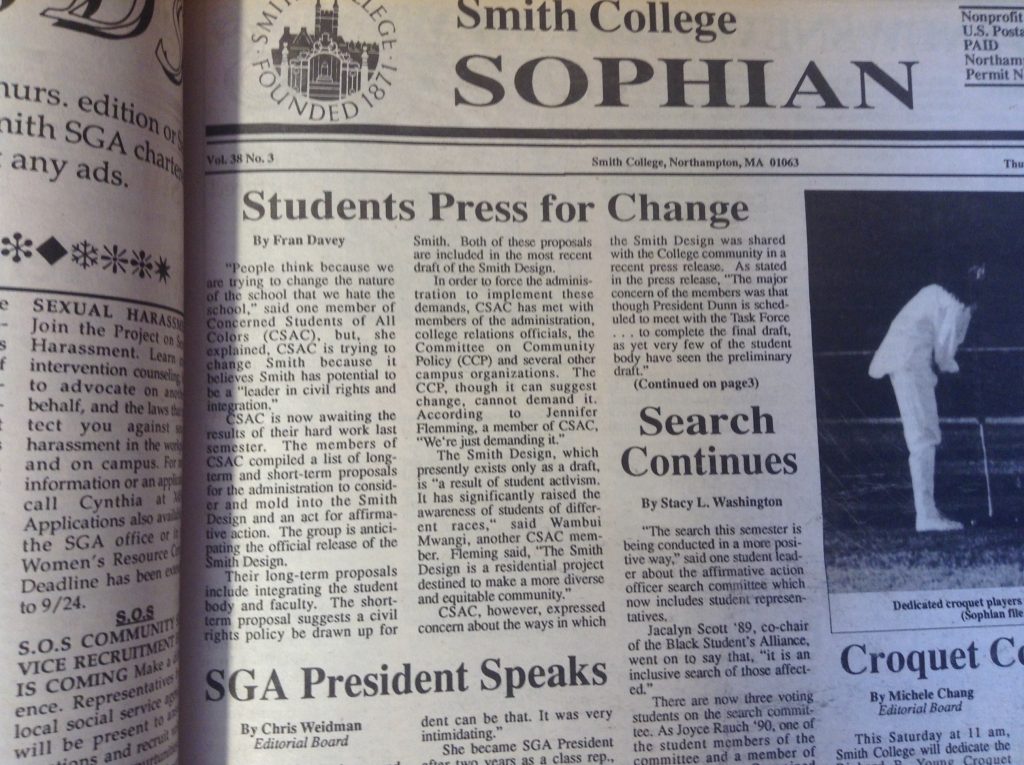 hurs. edition or
mith SGA charter
any ads.
SEXUAL HARASSM
Join the Project on
Harassment. Learn
intervention counseling
to advocate on
behalf, and the laws
tect you against
harassment in the
and on campus. For
information or an
call Cynthia at
Applications also
the SGA office or
Women's Resource
Deadline has been
to 9/24.
S.O.S
S.O.S COMMUNITY
VICE RECRUITMENT
IS COMING Make a
ence. Representatives
local social service
will be present to
and recruit
SMITH COLLEGE
FOUNDED 1871
Smith College
SOPHIAN
Nonprofit
U.S. Posta
PAID
Northam
Permit N
Vol. 38 No. 3
Smith College, Northampton, MA 01063
Thu
Students Press for Change
By Fran Davey
"People think because we
are trying to change the nature
of the school that we hate the
school," said one member of
Concerned Students of All
Colors (CSAC), but, she
explained, CSAC is trying to
change Smith because it
believes Smith has potential to
be a "leader in civil rights and
integration."
CSAC is now awaiting the
results of their hard work last
semester. The members of
CSAC compiled a list of long-
term and short-term proposals
for the administration to consid-
er and mold into the Smith
Design and an act for affirma-
tive action. The group is antici-
pating the official release of the
Smith Design.
Their long-term proposals
include integrating the student
body and faculty. The short-
term proposal suggests a civil
rights policy be drawn up for
Smith. Both of these proposals
are included in the most recent
draft of the Smith Design.
In order to force the adminis-
tration to implement these
demands, CSAC has met with
members of the administration,
college relations officials, the
Committee on Community
Policy (CCP) and several other
campus organizations. The
CCP, though it can suggest
change, cannot demand it.
According to Jennifer
Flemming, a member of CSAC,
"We're just demanding it."
The Smith Design, which
presently exists only as a draft,
is "a result of student activism.
It has significantly raised the
awareness of students of differ-
ent races," said Wambui
Mwangi, another CSAC mem-
ber. Fleming said, "The Smith
Design is a residential project
destined to make a more diverse
and equitable community."
CSAC, however, expressed
concern about the ways in which
the Smith Design was shared
with the College community in a
recent press release. As stated
in the press release, "The major
concern of the members was that
though President Dunn is sched-
uled to meet with the Task Force
. . . to complete the final draft,
as yet very few of the student
body have seen the preliminary
draft."
(Continued on page3)
Search
Continues
By Stacy L. Washington
"The search this semester is
being conducted in a more posi-
tive way," said one student lead-
er about the affirmative action
officer search committee which
now includes student represen-
tatives.
Jacalyn Scott '89, co-chair
of the Black Student's Alliance,
went on to say that, "it is an
inclusive search of those affect-
ed."
There are now three voting
students on the search commit-
tee. As Joyce Rauch '90, one of
the student members of the
committee and a member of
SGA President Speaks
By Chris Weidman
Editorial Board
dent can be that. It was very
intimidating."
She became SGA President
after two years as a class rep.,
Dedicated croquet players
(Sophian file
Croquet Co
By Michele Chang
Editorial Board
This Saturday at 11 am,
Smith College will dedicate the
Richard B. Young Croquet